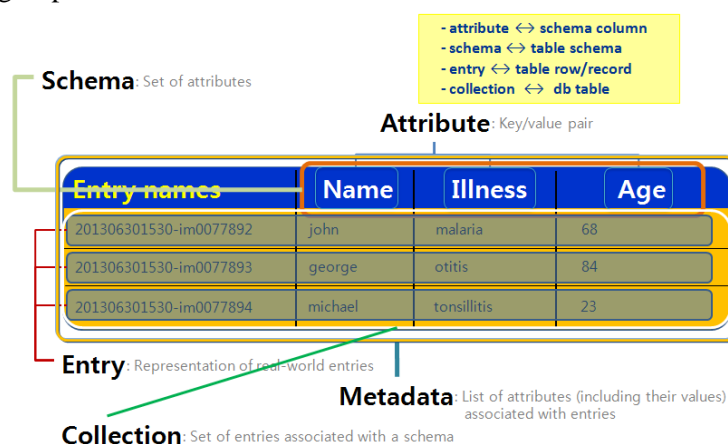 - attribute ↔ schema column
- schema ↔ table schema
- entry ↔ table row/record
- collection ↔ db table
Schema: Set of attributes
Attribute: Key/value pair
Entry names Name Illness Age
201306301530-im0077892 john malaria 68
201306301530-im0077893 george otitis 84
201306301530-im0077894 michael tonsillitis 23
Entry: Representation of real-world entries
Metadata: List of attributes (including their values)
associated with entries
Collection: Set of entries associated with a schema